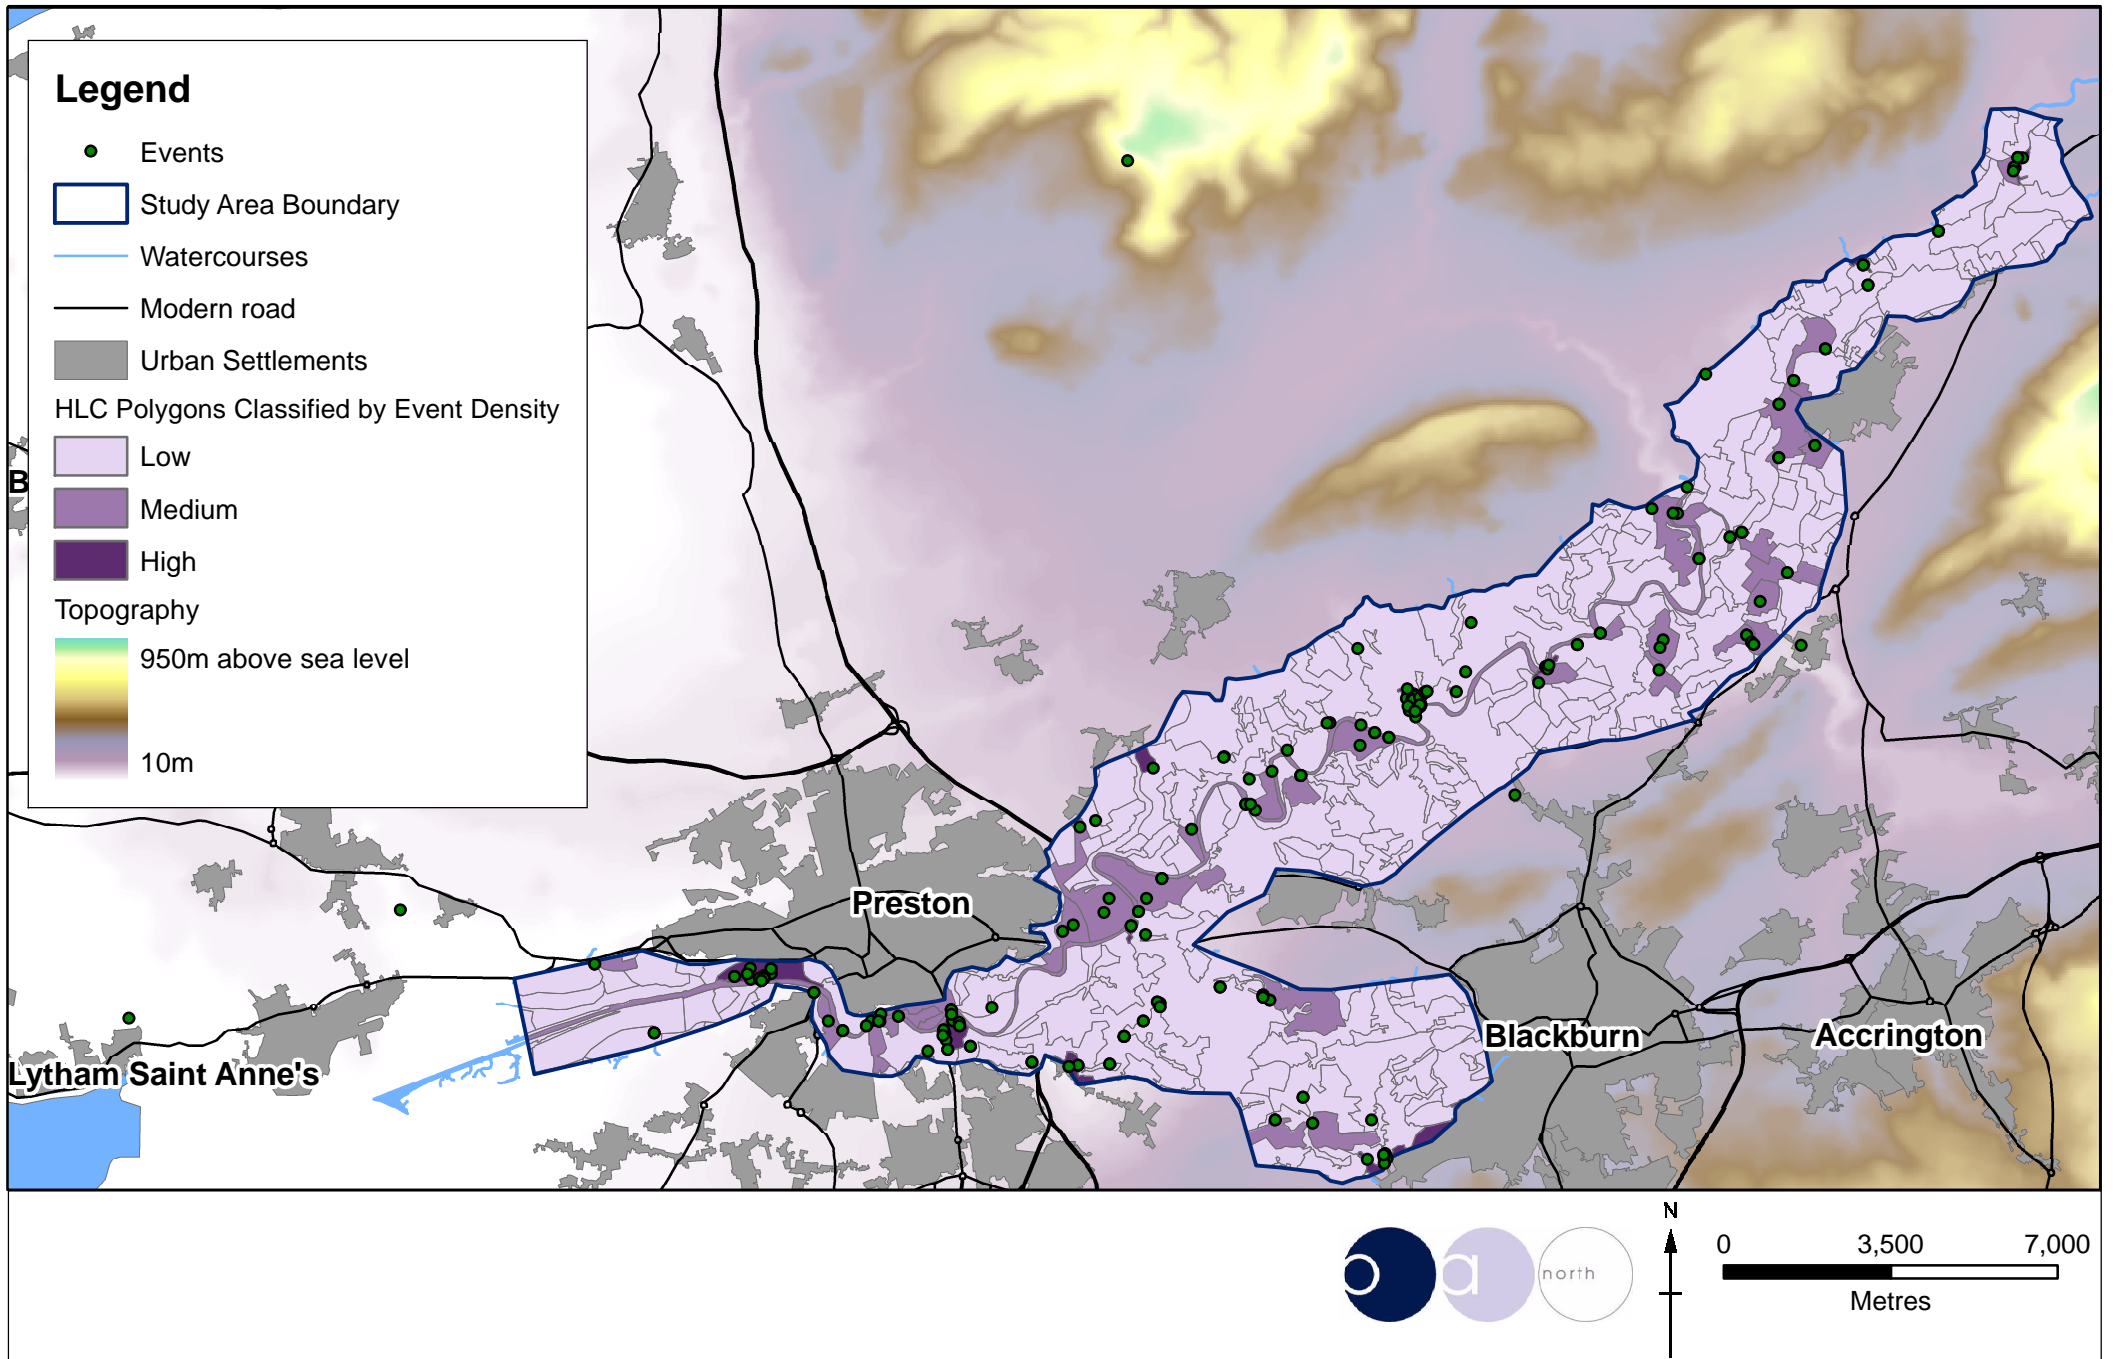 Legend
Events
Study Area Boundary
Watercourses
Modern road
Urban Settlements
HLC Polygons Classified by Event Density
Low
Medium
High
Topography
950m above sea level
10m
B
Preston
Blackburn
Accrington
Lytham Saint Anne's
oa north
N
0 3,500 7,000
Metres